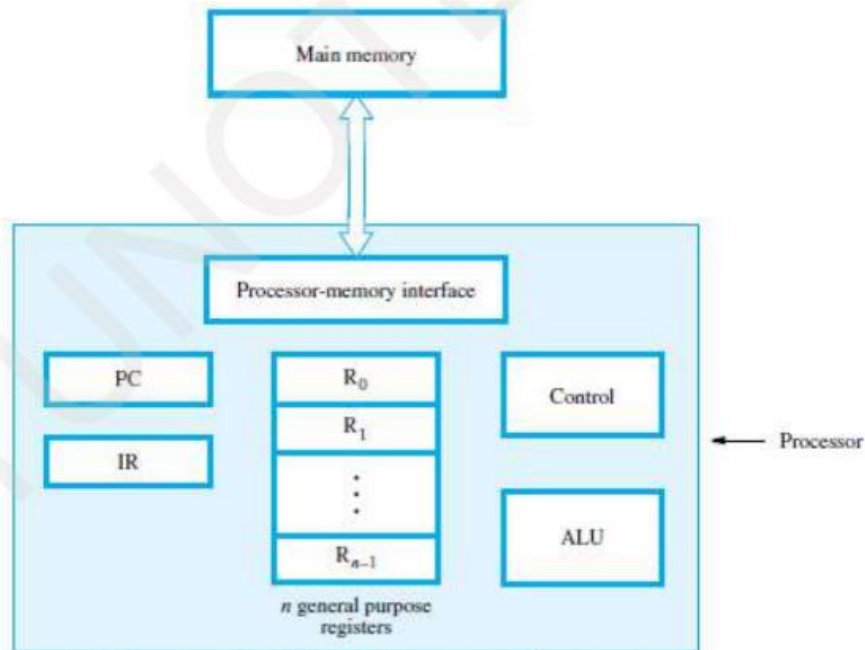 Main memory
Processor-memory interface
PC
R0
Control
R1
Processor
IR
⋮
ALU
Rn–1
n general purpose
registers